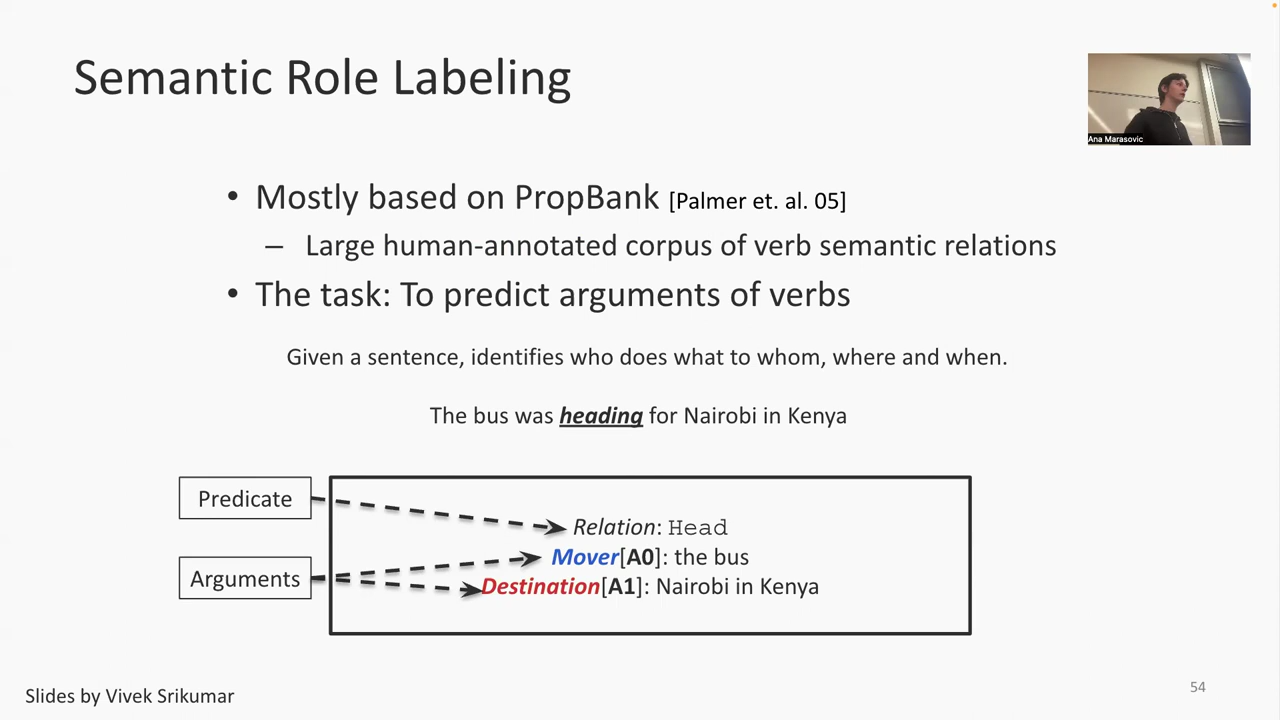 Semantic Role Labeling
Ana Marasovic
• Mostly based on PropBank [Palmer et. al. 05]
– Large human-annotated corpus of verb semantic relations
• The task: To predict arguments of verbs
Given a sentence, identifies who does what to whom, where and when.
The bus was heading for Nairobi in Kenya
Predicate
Relation: Head
Mover[A0]: the bus
Arguments
Destination[A1]: Nairobi in Kenya
Slides by Vivek Srikumar
54